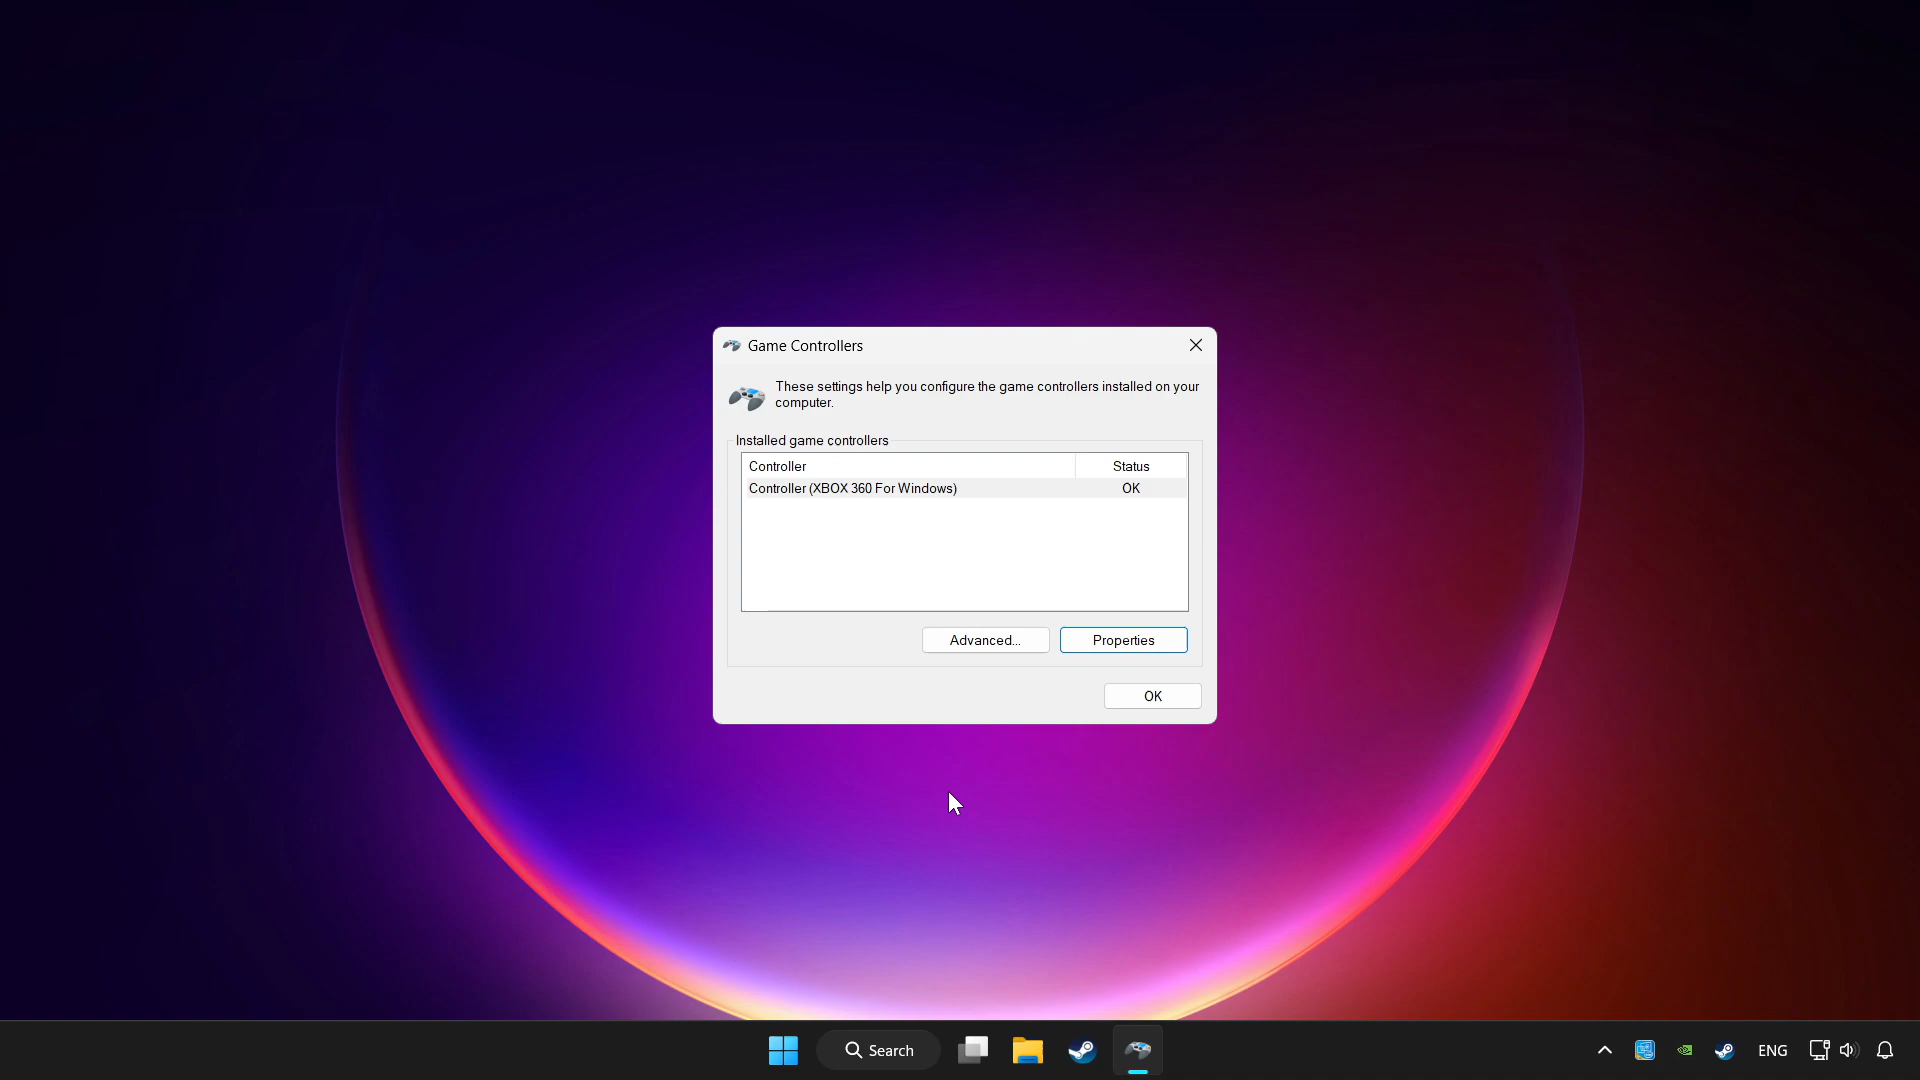 Game Controllers
These settings help you configure the game controllers installed on your
computer.
Installed game controllers
Controller Status
Controller (XBOX 360 For Windows) OK
Advanced... Properties
OK
Search
ENG